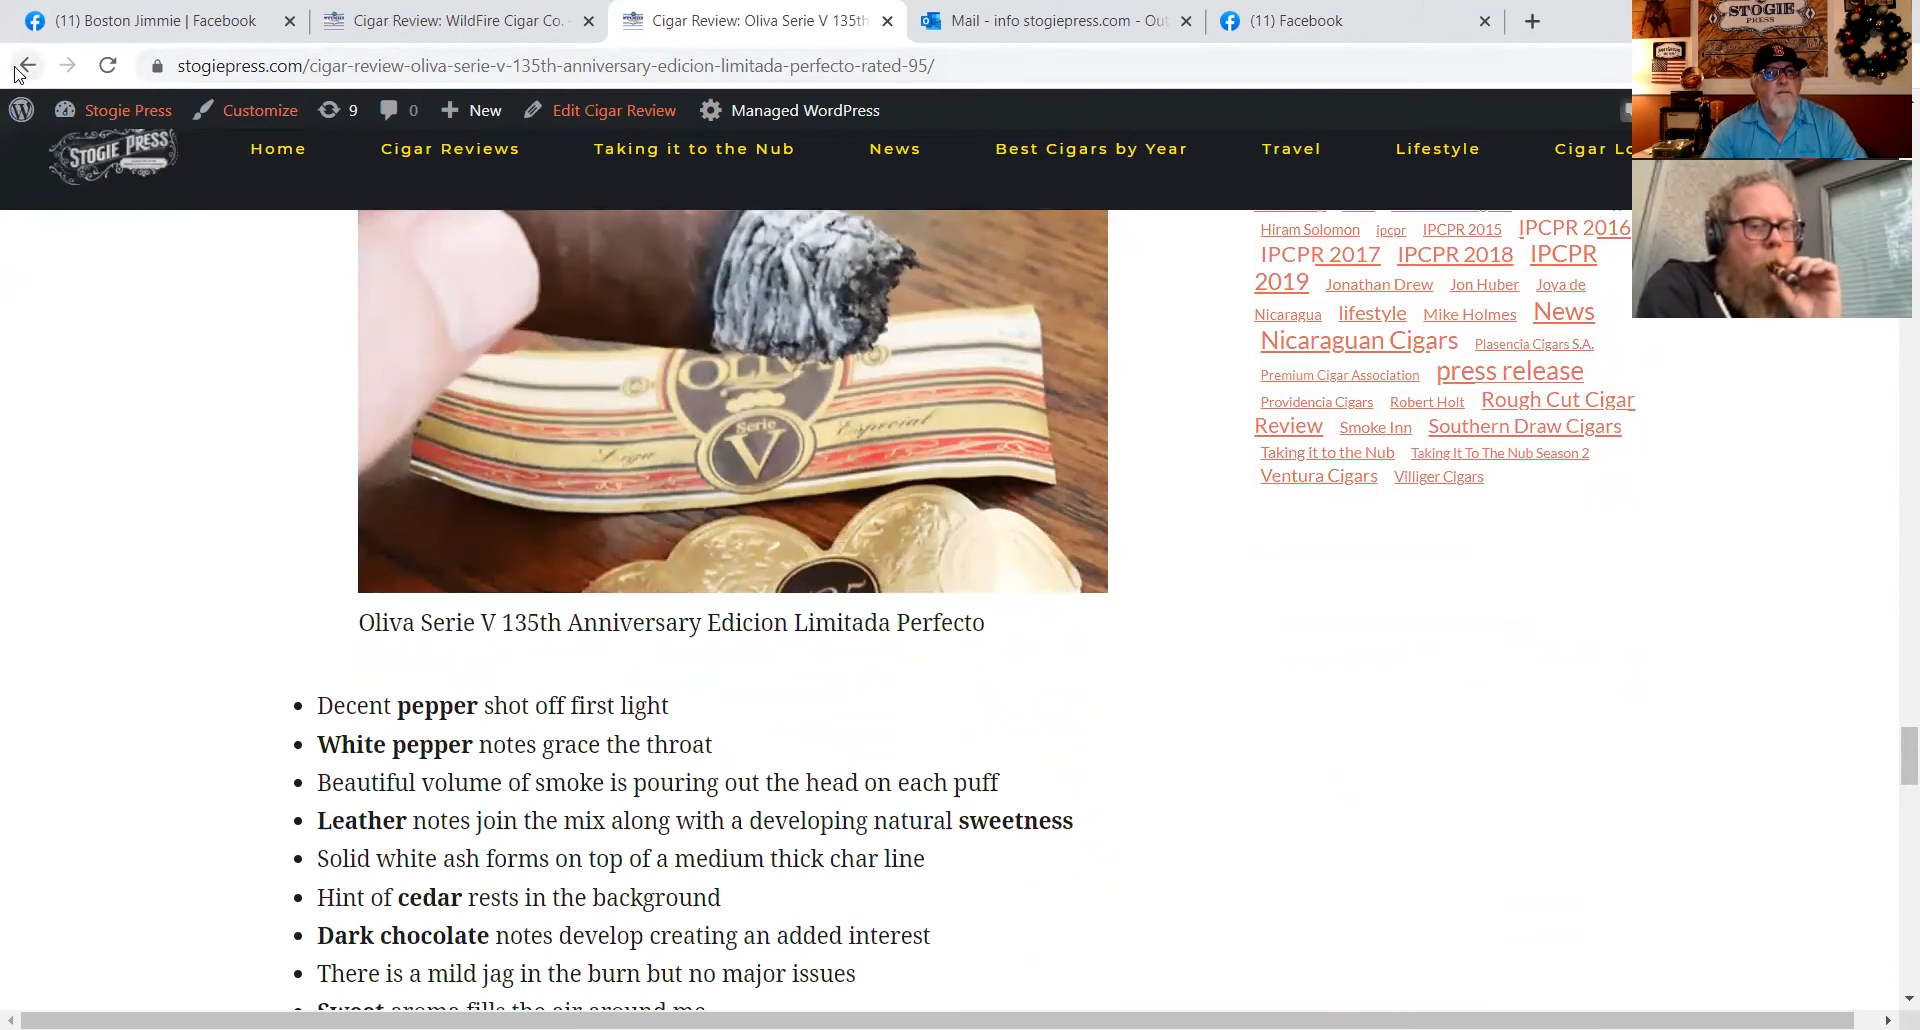 (11) Boston Jimmie | Facebook
Cigar Review: WildFire Cigar Co.
Cigar Review: Oliva Serie V 135th
Mail - info stogiepress.com - Out
(11) Facebook
stogiepress.com/cigar-review-oliva-serie-v-135th-anniversary-edicion-limitada-perfecto-rated-95/
Stogie Press
Customize
9
0
New
Edit Cigar Review
Managed WordPress
STOGIE PRESS
Home
Cigar Reviews
Taking it to the Nub
News
Best Cigars by Year
Travel
Lifestyle
Cigar Lo
STOGIE
PRESS
Hiram Solomon ipcpr IPCPR 2015 IPCPR 2016
IPCPR 2017 IPCPR 2018 IPCPR
2019 Jonathan Drew Jon Huber Joya de
Nicaragua lifestyle Mike Holmes News
Nicaraguan Cigars Plasencia Cigars S.A.
Premium Cigar Association press release
Providencia Cigars Robert Holt Rough Cut Cigar
Review Smoke Inn Southern Draw Cigars
Taking it to the Nub Taking It To The Nub Season 2
Ventura Cigars Villiger Cigars
OLIVA
Serie
V
Liga
Especial
Oliva Serie V 135th Anniversary Edicion Limitada Perfecto
• Decent pepper shot off first light
• White pepper notes grace the throat
• Beautiful volume of smoke is pouring out the head on each puff
• Leather notes join the mix along with a developing natural sweetness
• Solid white ash forms on top of a medium thick char line
• Hint of cedar rests in the background
• Dark chocolate notes develop creating an added interest
• There is a mild jag in the burn but no major issues
• Sweet aroma fills the air around me